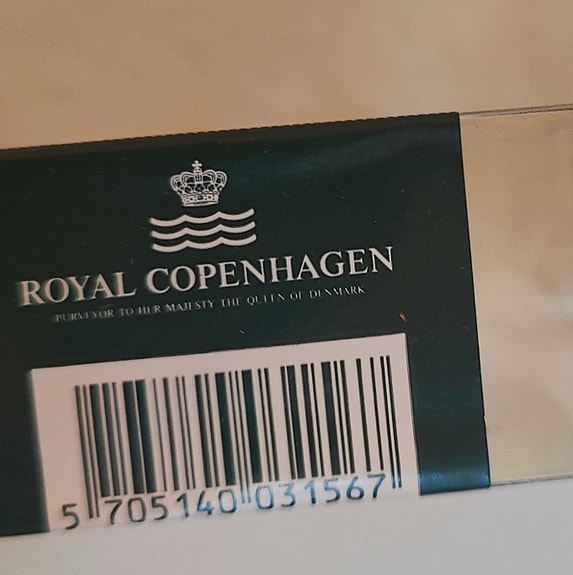 ROYAL COPENHAGEN
PURVEYOR TO HER MAJESTY THE QUEEN OF DENMARK
5 705140 031567